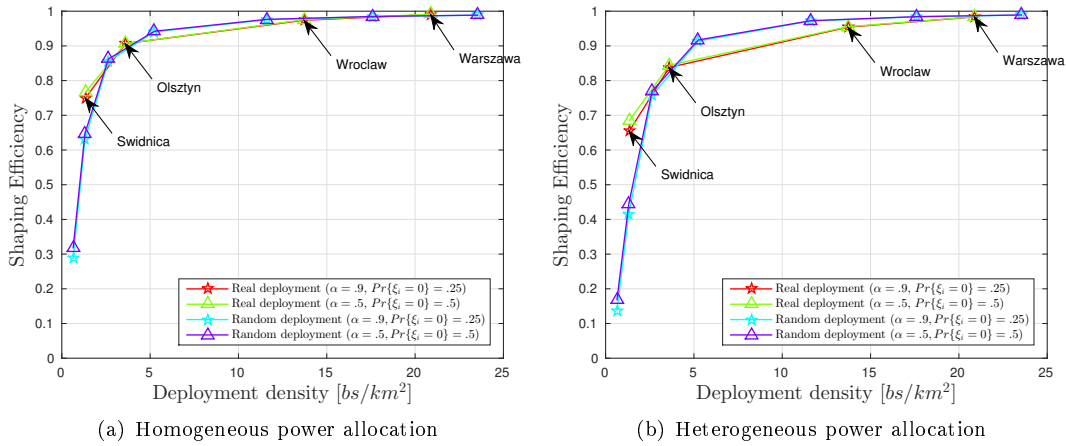 1
0.9
0.8
0.7
0.6
0.5
0.4
0.3
0.2
0.1
0
Shaping Efficiency
Warszawa
Wroclaw
Olsztyn
Swidnica
Real deployment (α = .9, Pr{ξᵢ = 0} = .25)
Real deployment (α = .5, Pr{ξᵢ = 0} = .5)
Random deployment (α = .9, Pr{ξᵢ = 0} = .25)
Random deployment (α = .5, Pr{ξᵢ = 0} = .5)
0 5 10 15 20 25
Deployment density [bs/km²]
(a) Homogeneous power allocation
1
0.9
0.8
0.7
0.6
0.5
0.4
0.3
0.2
0.1
0
Shaping Efficiency
Warszawa
Wroclaw
Olsztyn
Swidnica
Real deployment (α = .9, Pr{ξᵢ = 0} = .25)
Real deployment (α = .5, Pr{ξᵢ = 0} = .5)
Random deployment (α = .9, Pr{ξᵢ = 0} = .25)
Random deployment (α = .5, Pr{ξᵢ = 0} = .5)
0 5 10 15 20 25
Deployment density [bs/km²]
(b) Heterogeneous power allocation